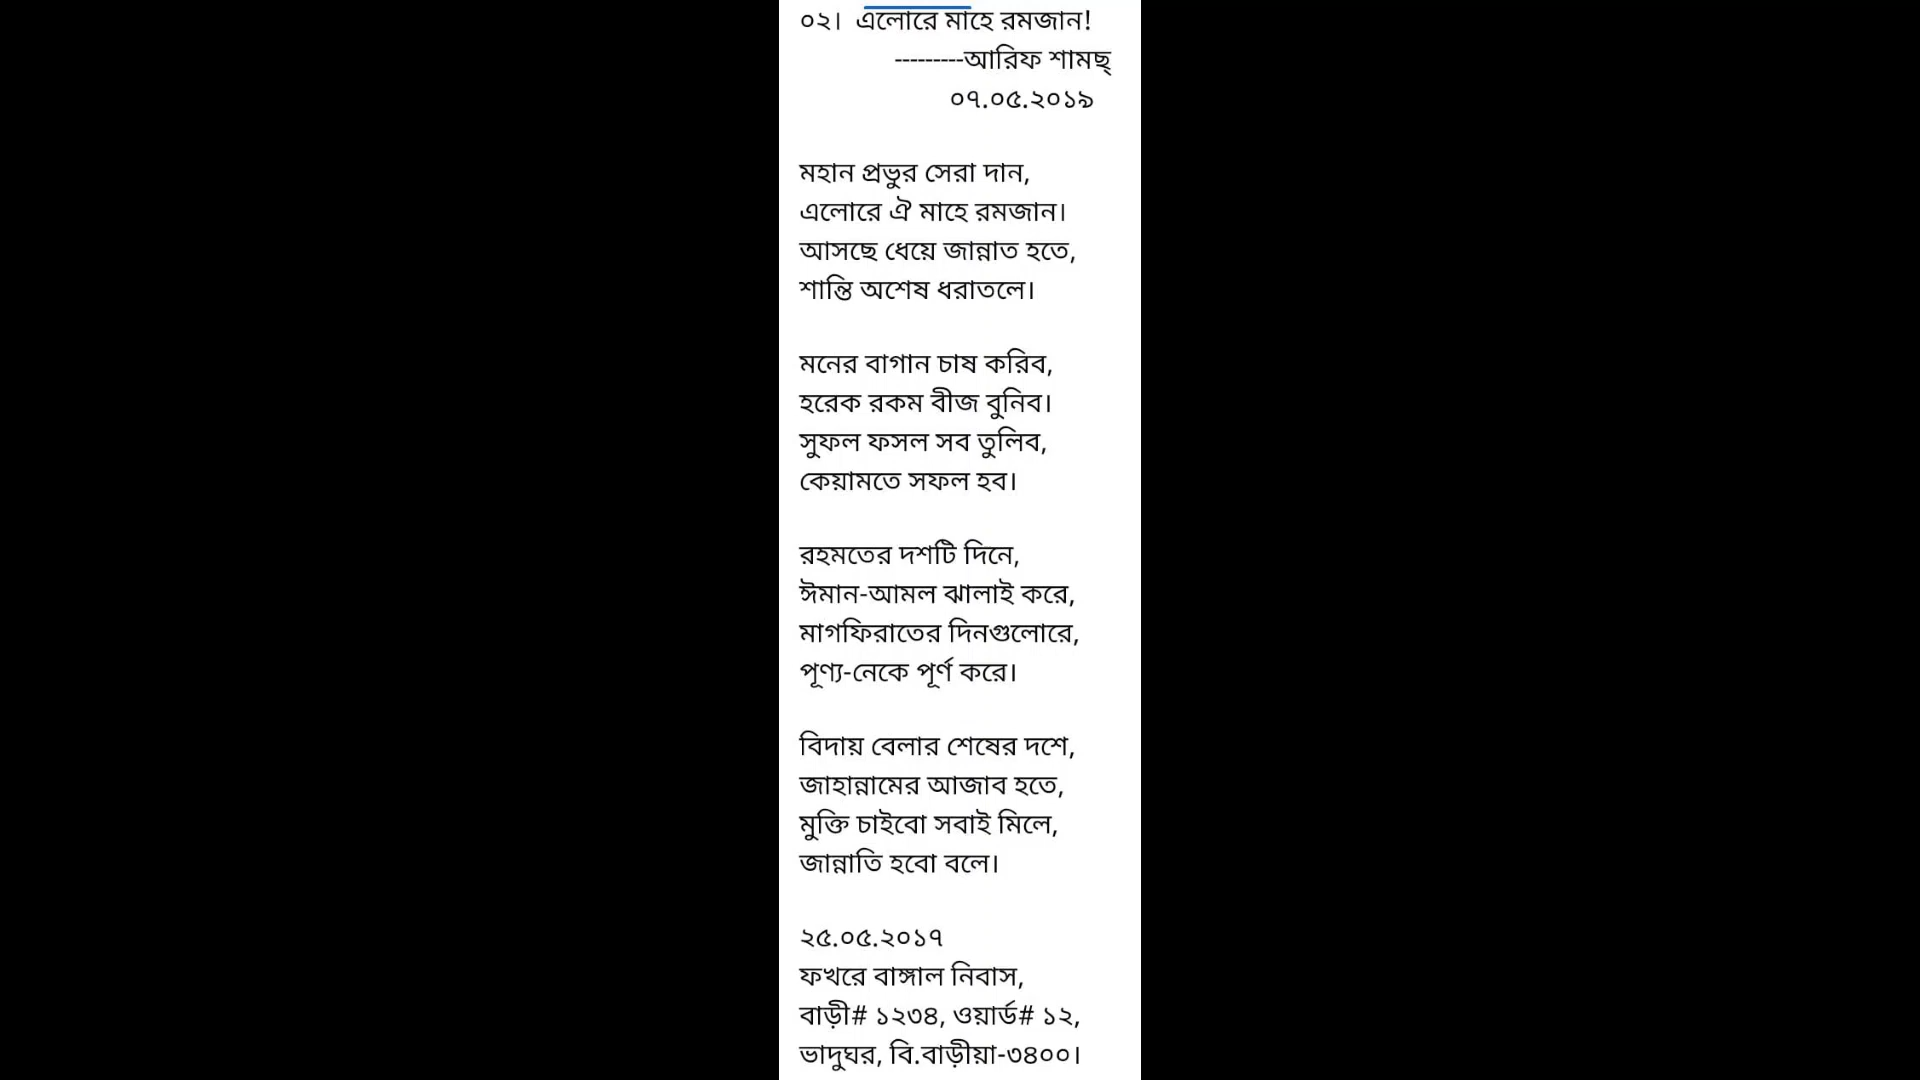 ০২। এলোরে মাহে রমজান!
---------আরিফ শামছ্
০৭.০৫.২০১৯
মহান প্রভুর সেরা দান,
এলোরে ঐ মাহে রমজান।
আসছে ধেয়ে জান্নাত হতে,
শান্তি অশেষ ধরাতলে।
মনের বাগান চাষ করিব,
হরেক রকম বীজ বুনিব।
সুফল ফসল সব তুলিব,
কেয়ামতে সফল হব।
রহমতের দশটি দিনে,
ঈমান-আমল ঝালাই করে,
মাগফিরাতের দিনগুলোরে,
পূণ্য-নেকে পূর্ণ করে।
বিদায় বেলার শেষের দশে,
জাহান্নামের আজাব হতে,
মুক্তি চাইবো সবাই মিলে,
জান্নাতি হবো বলে।
২৫.০৫.২০১৭
ফখরে বাঙ্গাল নিবাস,
বাড়ী# ১২৩৪, ওয়ার্ড# ১২,
ভাদুঘর, বি.বাড়ীয়া-৩৪০০।